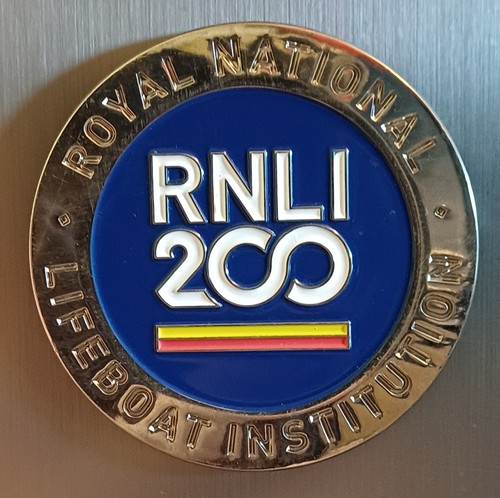 ROYAL NATIONAL
RNLI
200
LIFEBOAT INSTITUTION